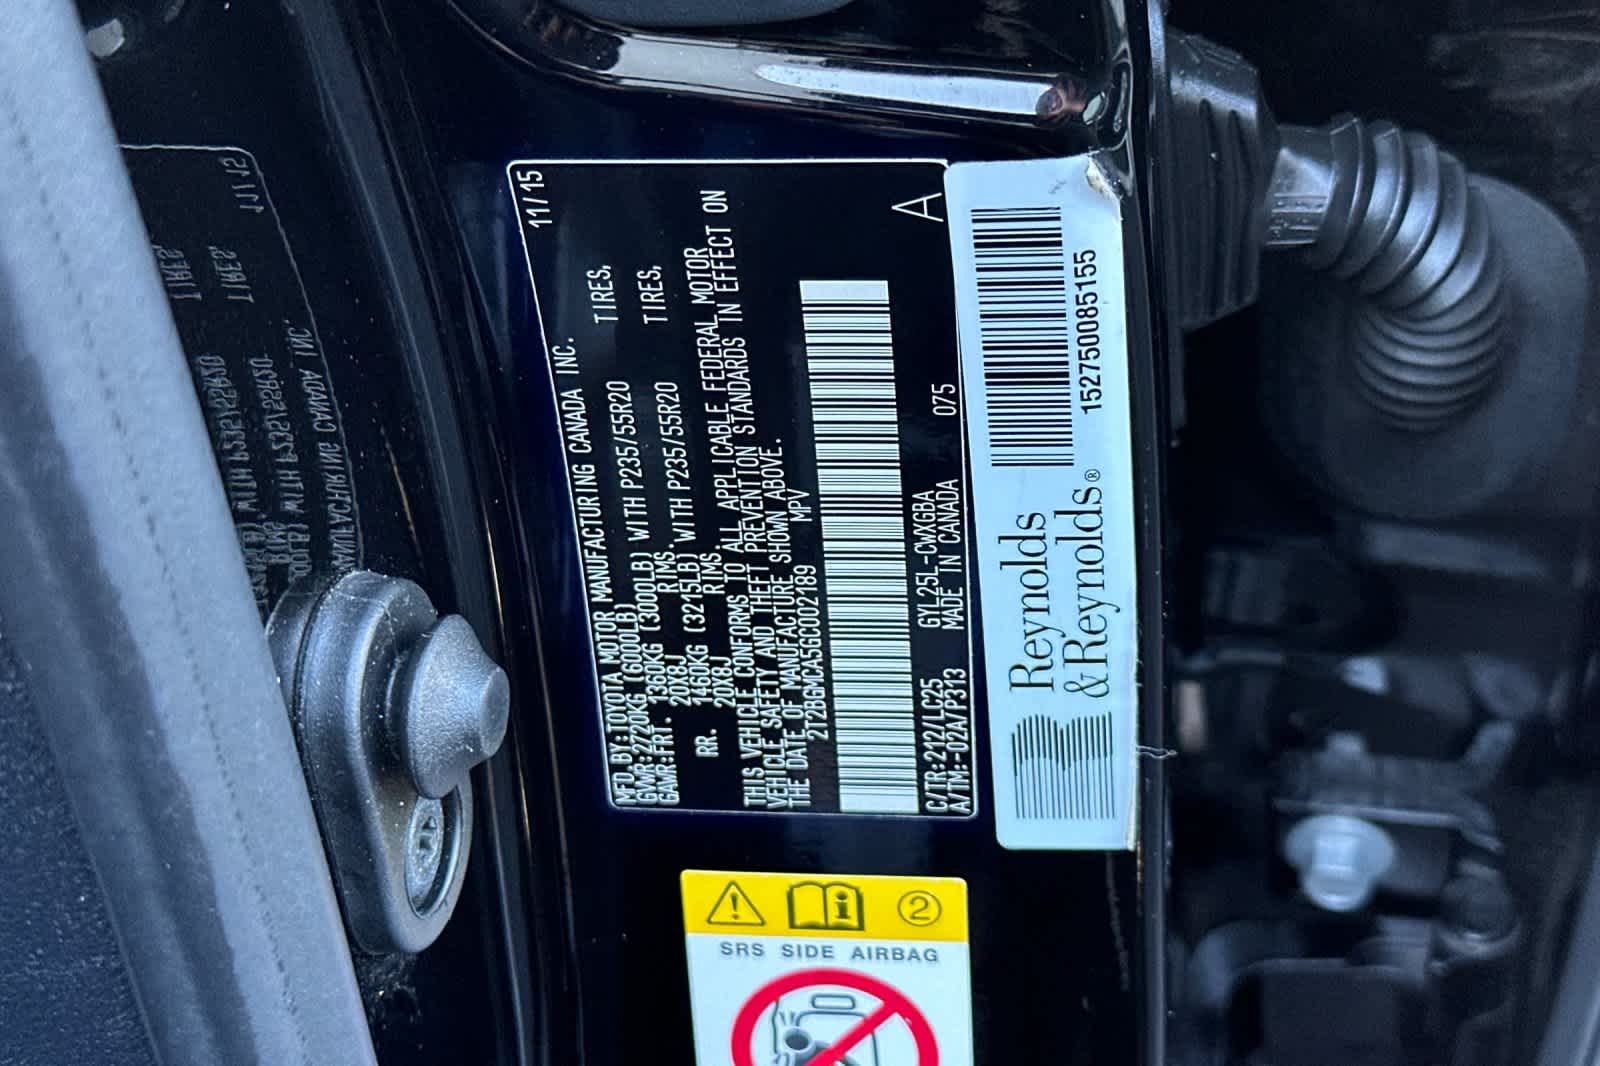 11/15
MFD. BY: TOYOTA MOTOR MANUFACTURING CANADA INC.
GVWR: 2720KG (6000LB)
GAWR: FRT. 1360KG (3000LB) WITH P235/55R20 TIRES,
20X8J RIMS.
RR. 1460KG (3215LB) WITH P235/55R20 TIRES,
20X8J RIMS.
THIS VEHICLE CONFORMS TO ALL APPLICABLE FEDERAL MOTOR
VEHICLE SAFETY AND THEFT PREVENTION STANDARDS IN EFFECT ON
THE DATE OF MANUFACTURE SHOWN ABOVE.
2T2BGMCA5GC002189 MPV
A
C/TR: 212/LC25 GYL25L-CWXGBA 075
A/TM: -02A/P313 MADE IN CANADA
152750085155
Reynolds
& Reynolds®
2
SRS SIDE AIRBAG